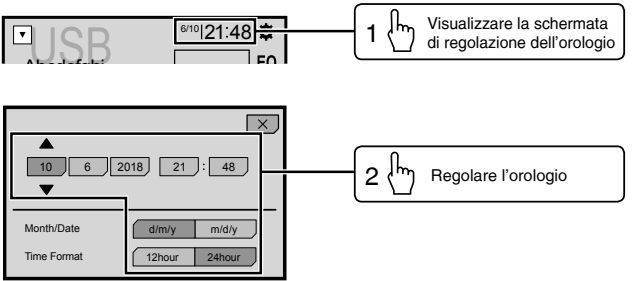 USB
6/10 21:48
1
Visualizzare la schermata
di regolazione dell'orologio
EQ
10 6 2018 21 : 48
2
Regolare l'orologio
Month/Date d/m/y m/d/y
Time Format 12hour 24hour